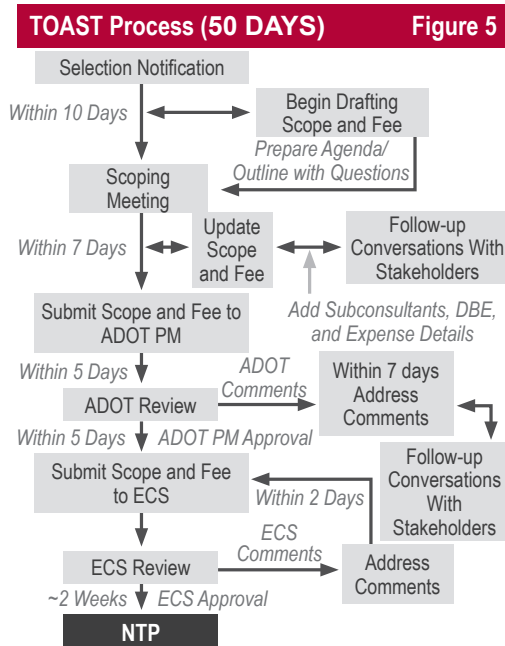 TOAST Process (50 DAYS) Figure 5
Selection Notification
Within 10 Days
Begin Drafting
Scope and Fee
Prepare Agenda/
Outline with Questions
Scoping
Meeting
Within 7 Days
Update
Scope
and Fee
Follow-up
Conversations With
Stakeholders
Submit Scope and Fee to
ADOT PM
Add Subconsultants, DBE,
and Expense Details
Within 5 Days
ADOT
Comments
Within 7 days
Address
Comments
ADOT Review
Within 5 Days
ADOT PM Approval
Follow-up
Conversations
With
Stakeholders
Submit Scope and Fee
to ECS
Within 2 Days
ECS
Comments
Address
Comments
ECS Review
~2 Weeks
ECS Approval
NTP